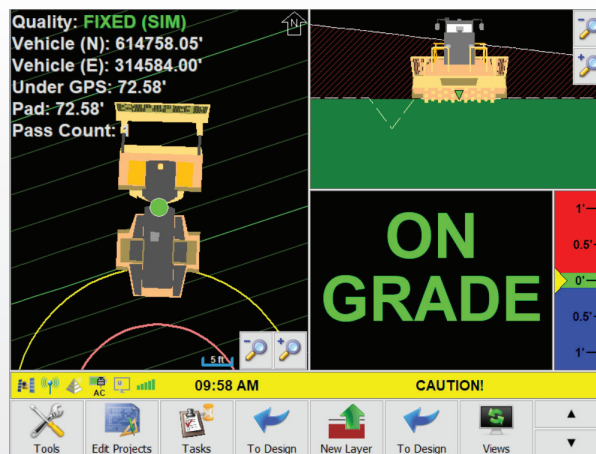 Quality: FIXED (SIM)
Vehicle (N): 614758.05'
Vehicle (E): 314584.00'
Under GPS: 72.58'
Pad: 72.58'
Pass Count: 1
N
5 ft
ON
GRADE
1'
0.5'
0'
0.5'
1'
AC
09:58 AM
CAUTION!
Tools
Edit Projects
Tasks
To Design
New Layer
To Design
Views